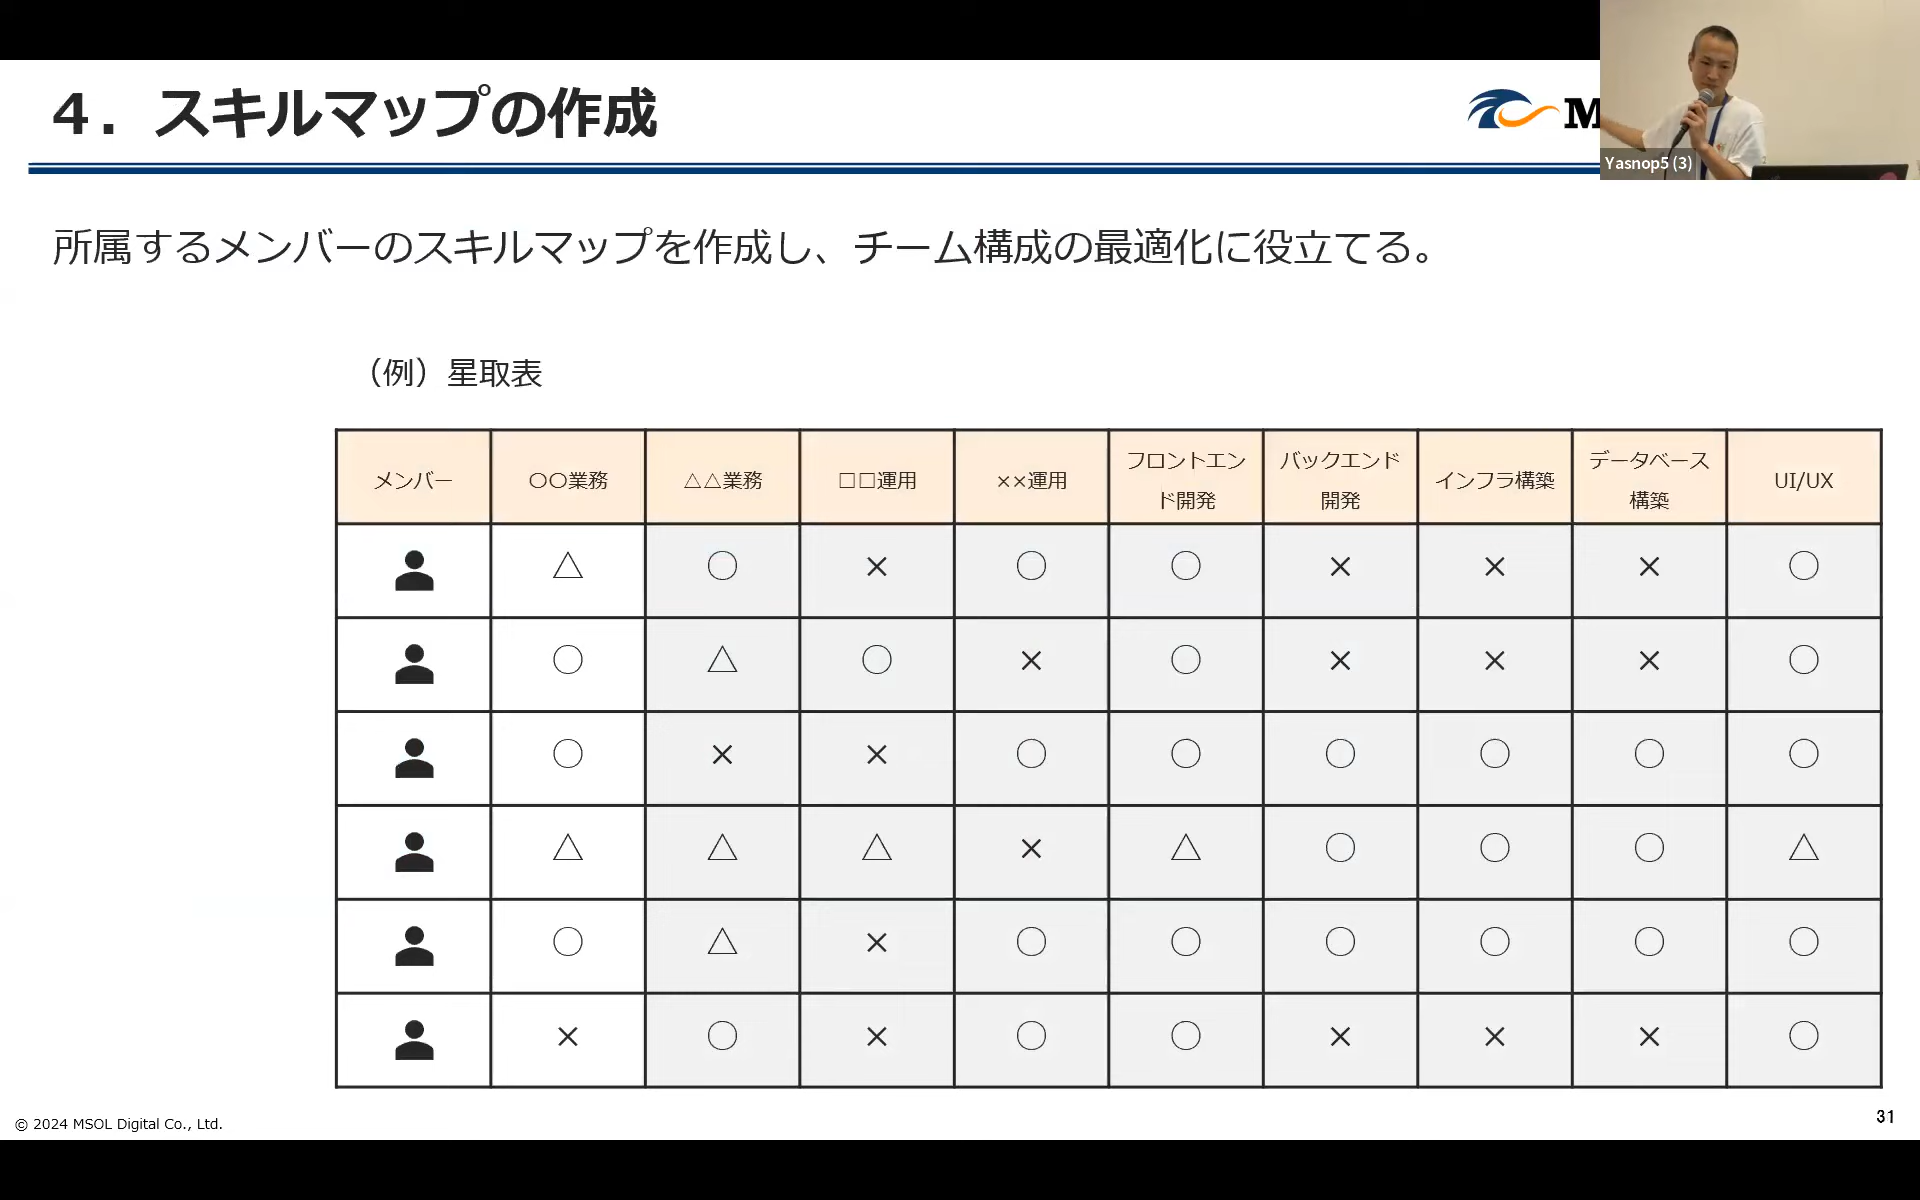 4．スキルマップの作成
M
Yasnop5 (3)
所属するメンバーのスキルマップを作成し、チーム構成の最適化に役立てる。
（例）星取表
メンバー 〇〇業務 △△業務 □□運用 ××運用 フロントエンド開発 バックエンド開発 インフラ構築 データベース構築 UI/UX
△ 〇 × 〇 〇 × × × 〇
〇 △ 〇 × 〇 × × × 〇
〇 × × 〇 〇 〇 〇 〇 〇
△ △ △ × △ 〇 〇 〇 △
〇 △ × 〇 〇 〇 〇 〇 〇
× 〇 × 〇 〇 × × × 〇
© 2024 MSOL Digital Co., Ltd.
31